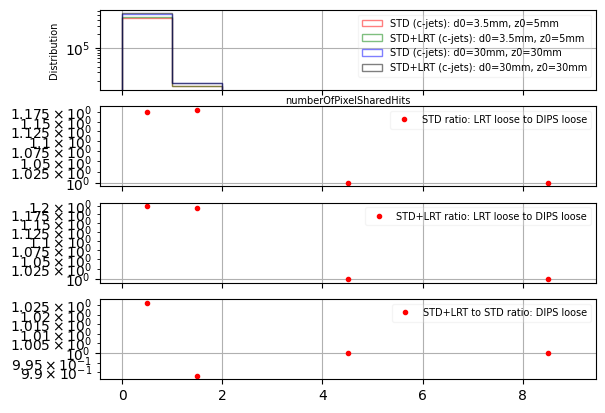 Distribution
10^5
STD (c-jets): d0=3.5mm, z0=5mm
STD+LRT (c-jets): d0=3.5mm, z0=5mm
STD (c-jets): d0=30mm, z0=30mm
STD+LRT (c-jets): d0=30mm, z0=30mm
numberOfPixelSharedHits
1.175 × 10^0
1.15 × 10^0
1.125 × 10^0
1.1 × 10^0
1.075 × 10^0
1.05 × 10^0
1.025 × 10^0
10^0
STD ratio: LRT loose to DIPS loose
1.2 × 10^0
1.175 × 10^0
1.15 × 10^0
1.125 × 10^0
1.1 × 10^0
1.075 × 10^0
1.05 × 10^0
1.025 × 10^0
10^0
STD+LRT ratio: LRT loose to DIPS loose
1.025 × 10^0
1.02 × 10^0
1.015 × 10^0
1.01 × 10^0
1.005 × 10^0
10^0
9.95 × 10^-1
9.9 × 10^-1
STD+LRT to STD ratio: DIPS loose
0 2 4 6 8